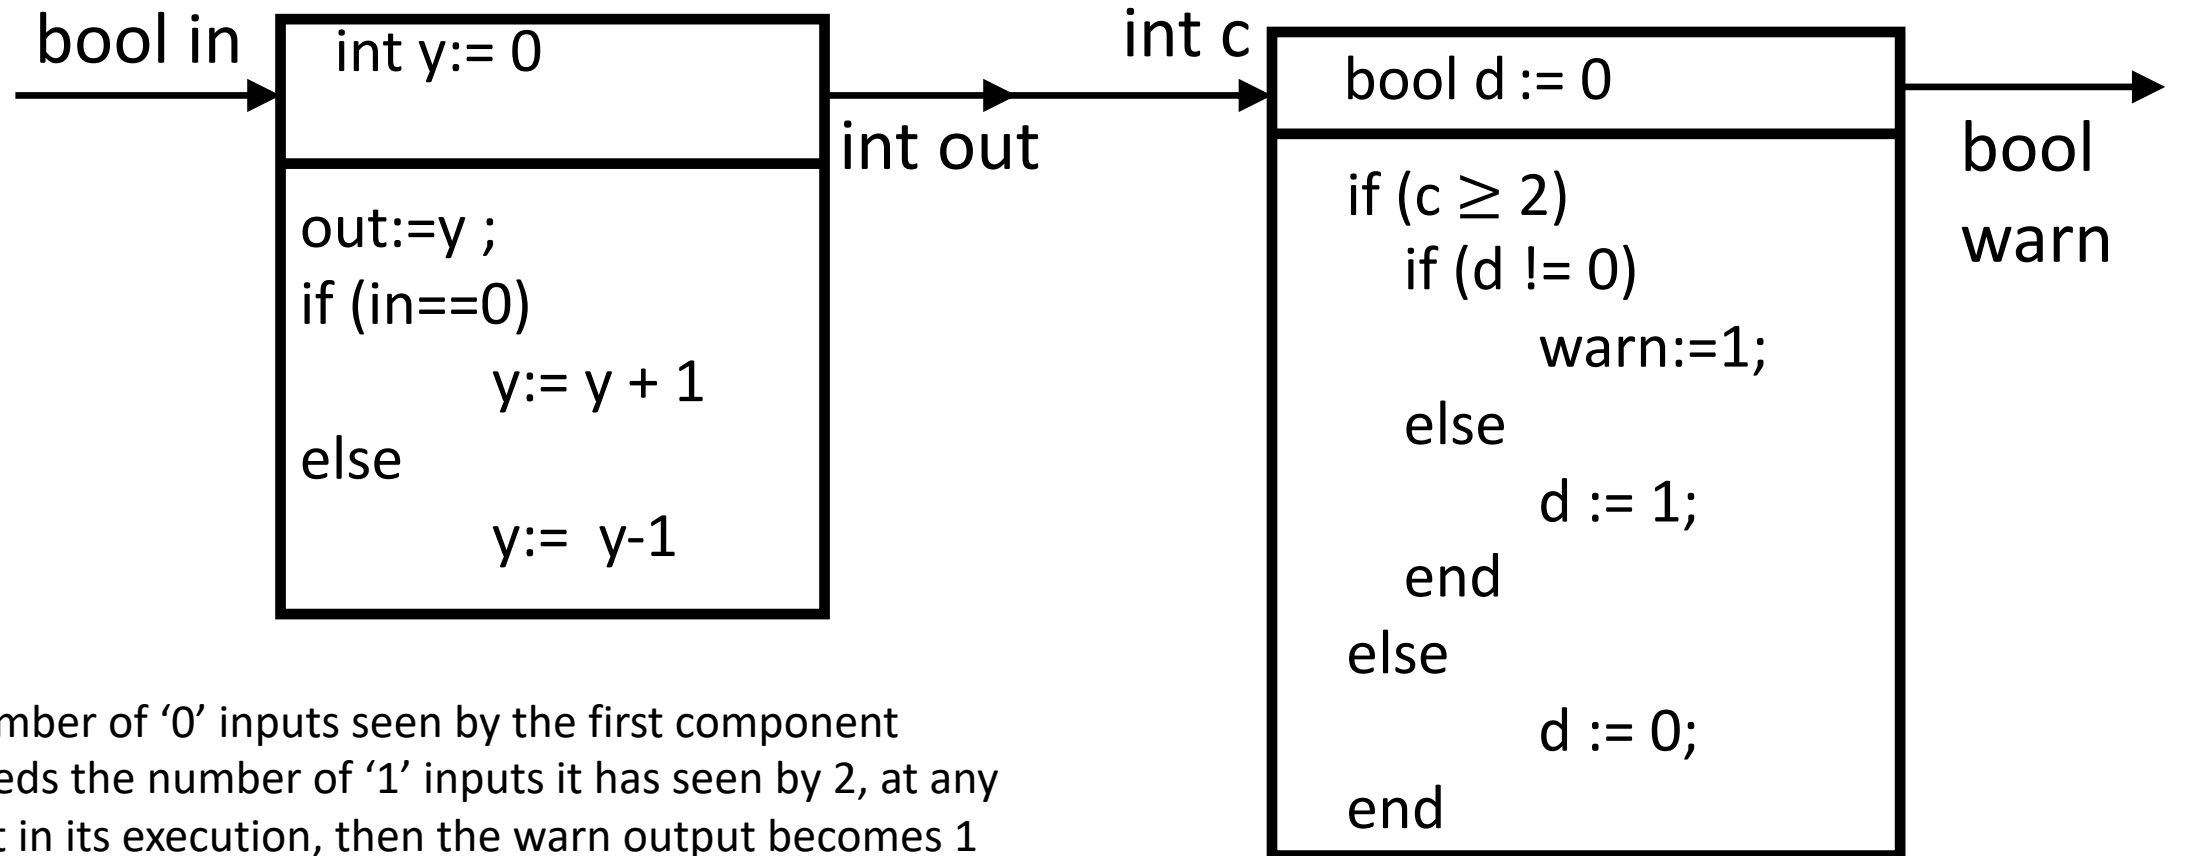 bool in
int y:= 0
out:=y ;
if (in==0)
y:= y + 1
else
y:= y-1
int out
int c
bool d := 0
if (c ≥ 2)
if (d != 0)
warn:=1;
else
d := 1;
end
else
d := 0;
end
bool
warn
of ‘0’ inputs seen by the first component
the number of ‘1’ inputs it has seen by 2, at any
in its execution, then the warn output becomes 1